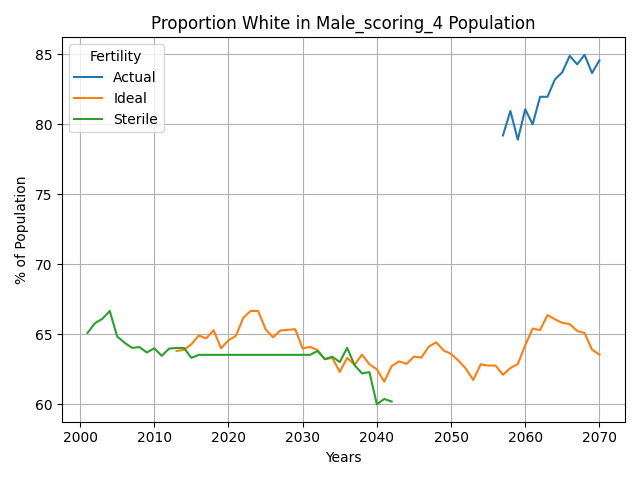 Proportion White in Male_scoring_4 Population
Fertility
Actual
Ideal
Sterile
% of Population
85
80
75
70
65
60
2000 2010 2020 2030 2040 2050 2060 2070
Years